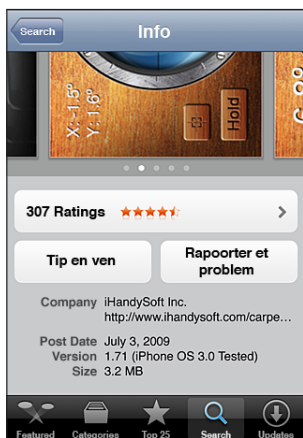 Search
Info
X: -1.5°
Y: 1.6°
Hold
307 Ratings
Tip en ven
Rapoorter et
problem
Company iHandySoft Inc.
http://www.ihandysoft.com/carpe...
Post Date July 3, 2009
Version 1.71 (iPhone OS 3.0 Tested)
Size 3.2 MB
Featured Categories Top 25 Search Updates